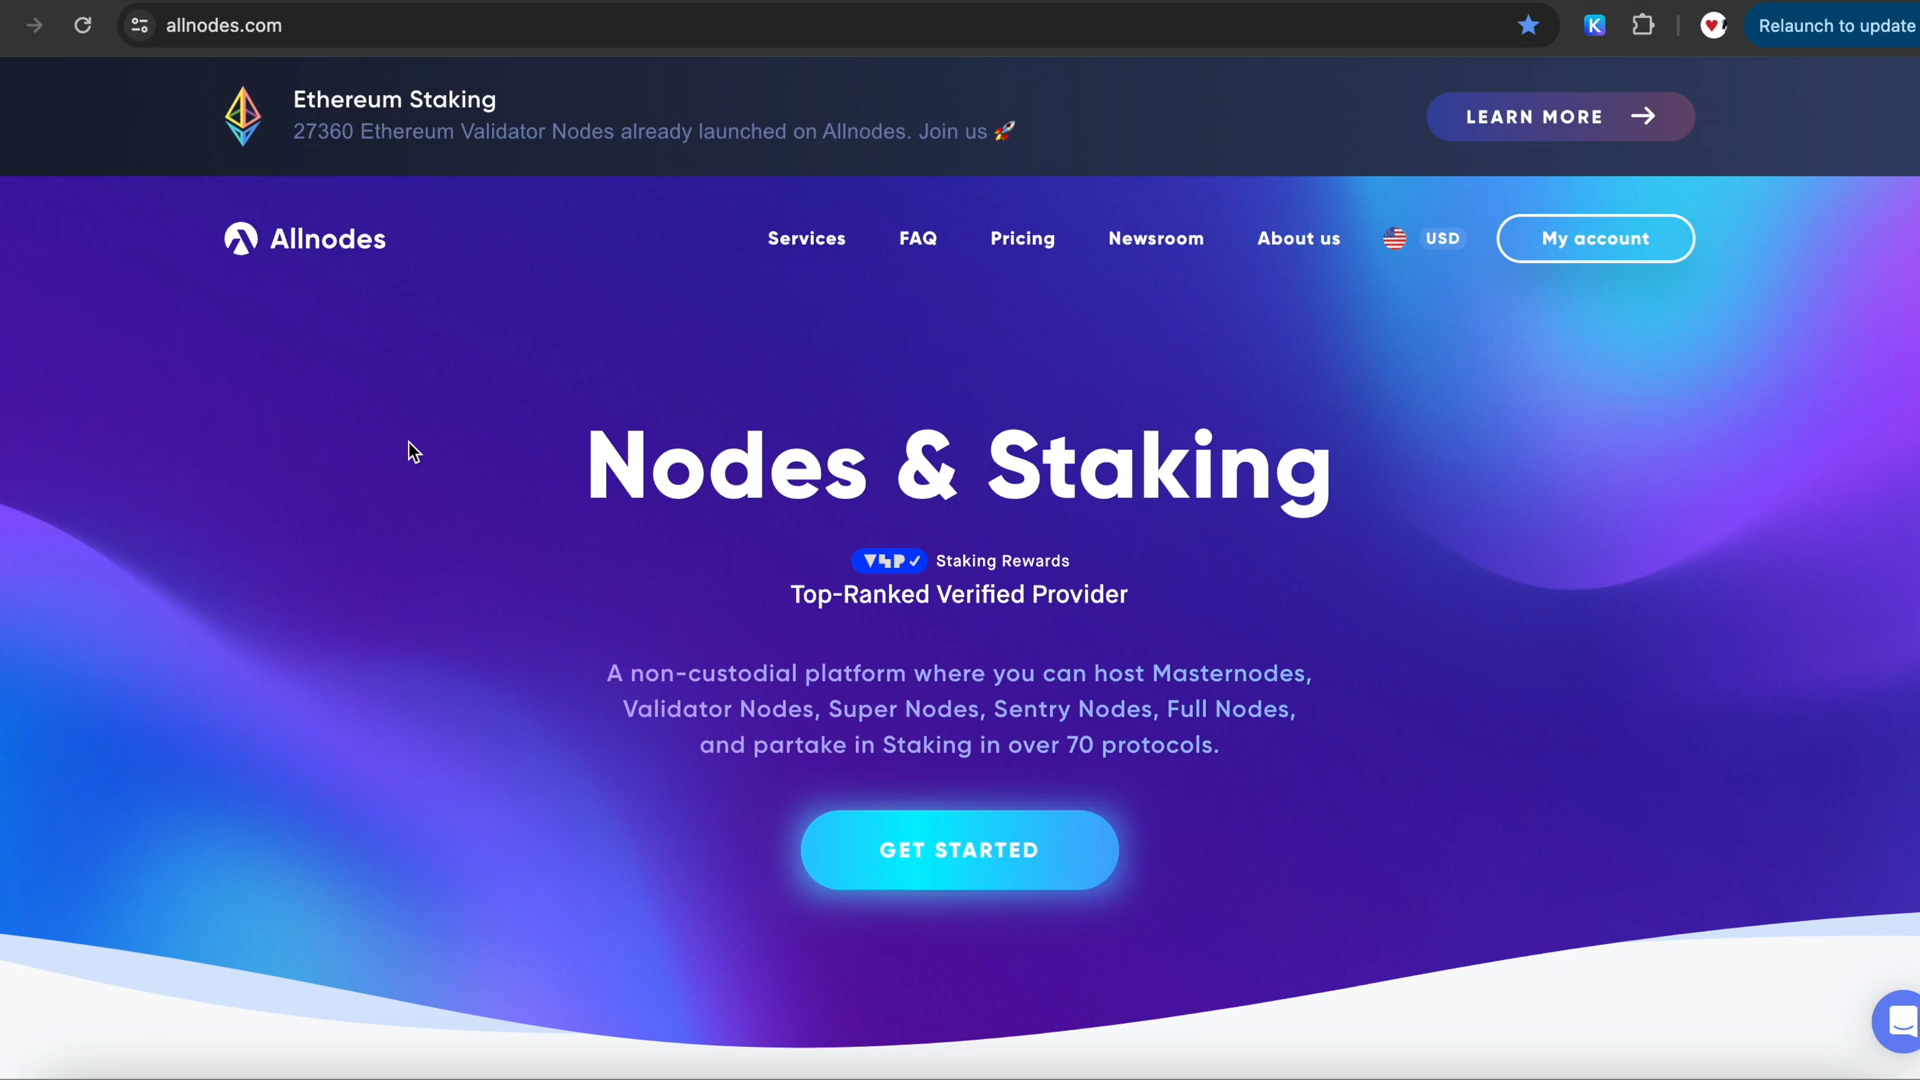 allnodes.com
K
Relaunch to update
Ethereum Staking
27360 Ethereum Validator Nodes already launched on Allnodes. Join us 🚀
LEARN MORE →
Allnodes
Services
FAQ
Pricing
Newsroom
About us
USD
My account
Nodes & Staking
VSP✓ Staking Rewards
Top-Ranked Verified Provider
A non-custodial platform where you can host Masternodes,
Validator Nodes, Super Nodes, Sentry Nodes, Full Nodes,
and partake in Staking in over 70 protocols.
GET STARTED